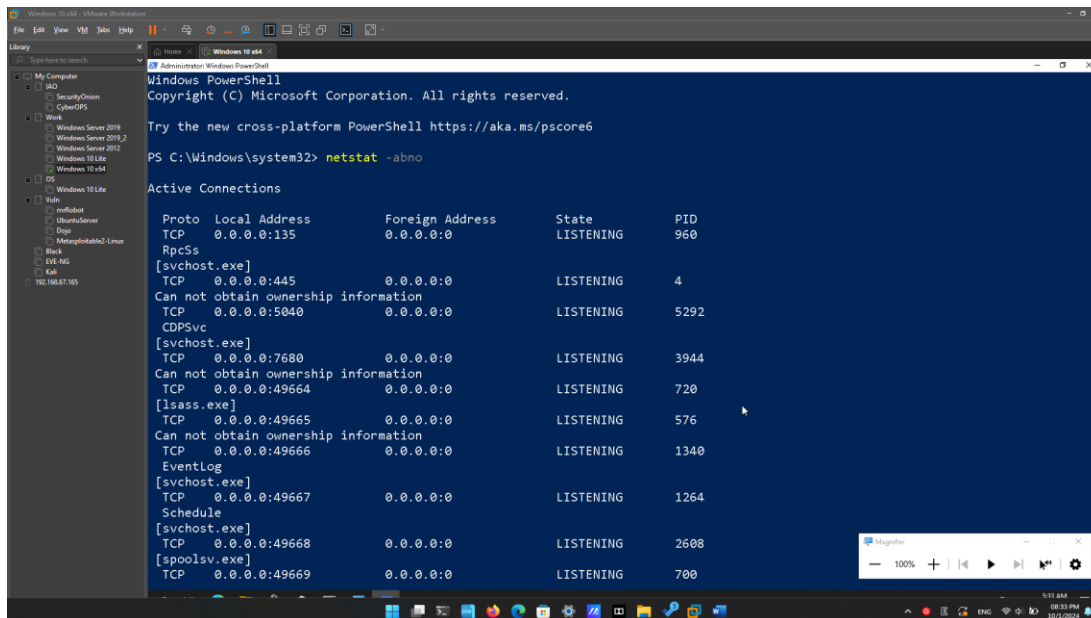 Windows 10 x64 - VMware Workstation
File Edit View VM Tabs Help
Library
Type here to search
My Computer
IAO
SecurityOnion
CyberOPS
Work
Windows Server 2019
Windows Server 2019_2
Windows Server 2012
Windows 10 Lite
Windows 10 x64
OS
Windows 10 Lite
Vuln
mrRobot
UbuntuServer
Dojo
Metasploitable2-Linux
Black
EVE-NG
Kali
192.168.67.165
Home
Windows 10 x64
Administrator: Windows PowerShell
Windows PowerShell
Copyright (C) Microsoft Corporation. All rights reserved.
Try the new cross-platform PowerShell https://aka.ms/pscore6
PS C:\Windows\system32> netstat -abno
Active Connections
Proto Local Address Foreign Address State PID
TCP 0.0.0.0:135 0.0.0.0:0 LISTENING 960
RpcSs
[svchost.exe]
TCP 0.0.0.0:445 0.0.0.0:0 LISTENING 4
Can not obtain ownership information
TCP 0.0.0.0:5040 0.0.0.0:0 LISTENING 5292
CDPSvc
[svchost.exe]
TCP 0.0.0.0:7680 0.0.0.0:0 LISTENING 3944
Can not obtain ownership information
TCP 0.0.0.0:49664 0.0.0.0:0 LISTENING 720
[lsass.exe]
TCP 0.0.0.0:49665 0.0.0.0:0 LISTENING 576
Can not obtain ownership information
TCP 0.0.0.0:49666 0.0.0.0:0 LISTENING 1340
EventLog
[svchost.exe]
TCP 0.0.0.0:49667 0.0.0.0:0 LISTENING 1264
Schedule
[svchost.exe]
TCP 0.0.0.0:49668 0.0.0.0:0 LISTENING 2608
[spoolsv.exe]
TCP 0.0.0.0:49669 0.0.0.0:0 LISTENING 700
Magnifier
100%
5:33 AM
ENG
08:33 PM
10/1/2024